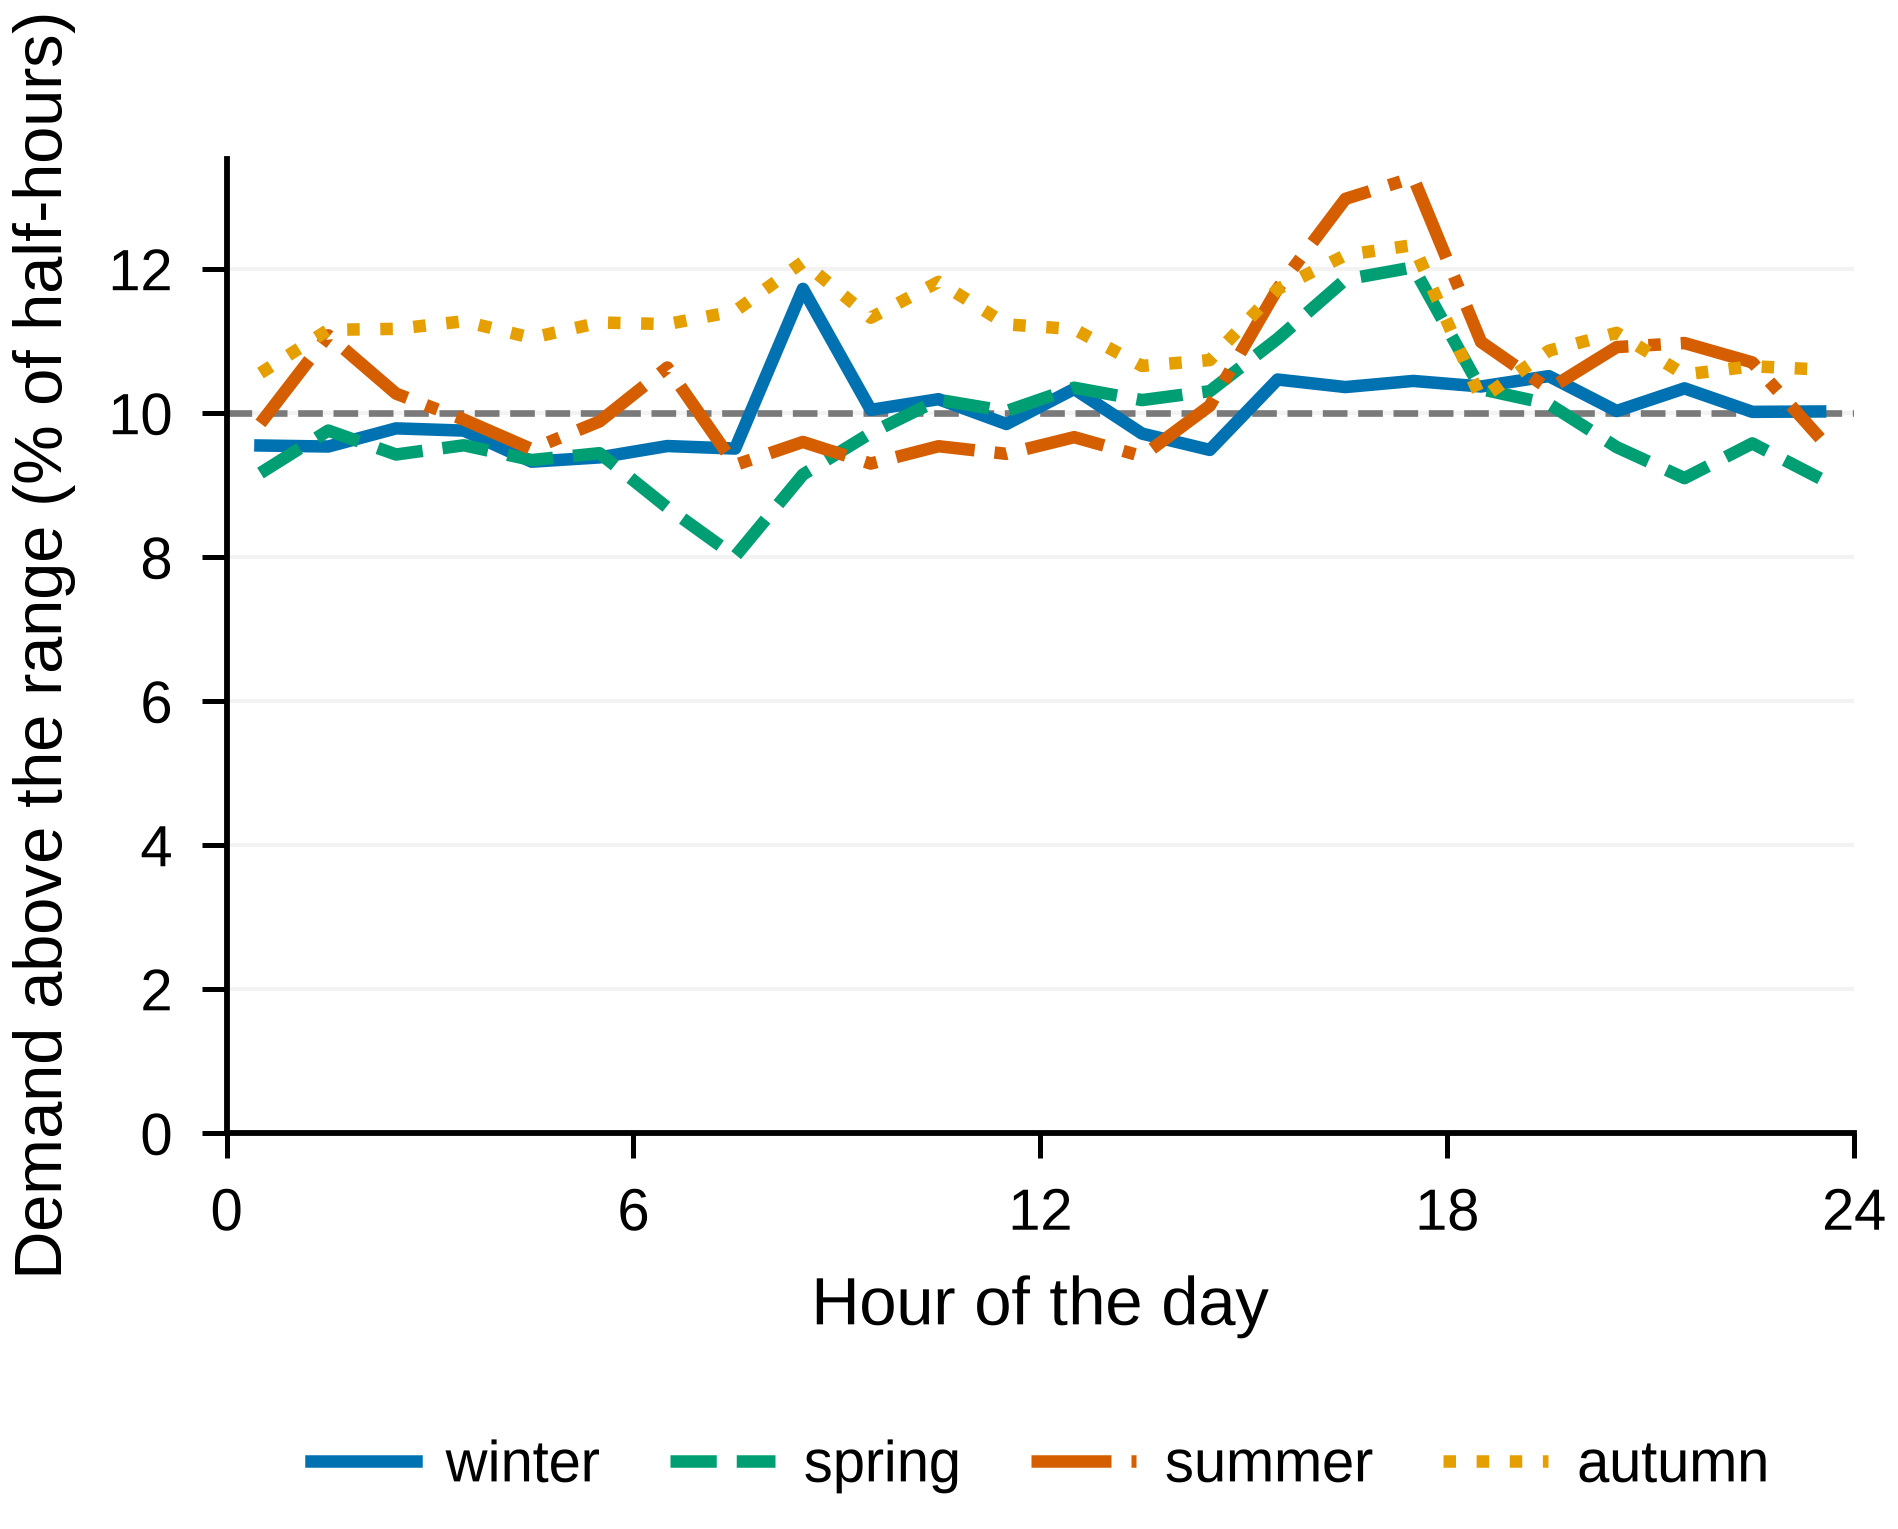 Demand above the range (% of half-hours)
12
10
8
6
4
2
0
0 6 12 18 24
Hour of the day
winter spring summer autumn